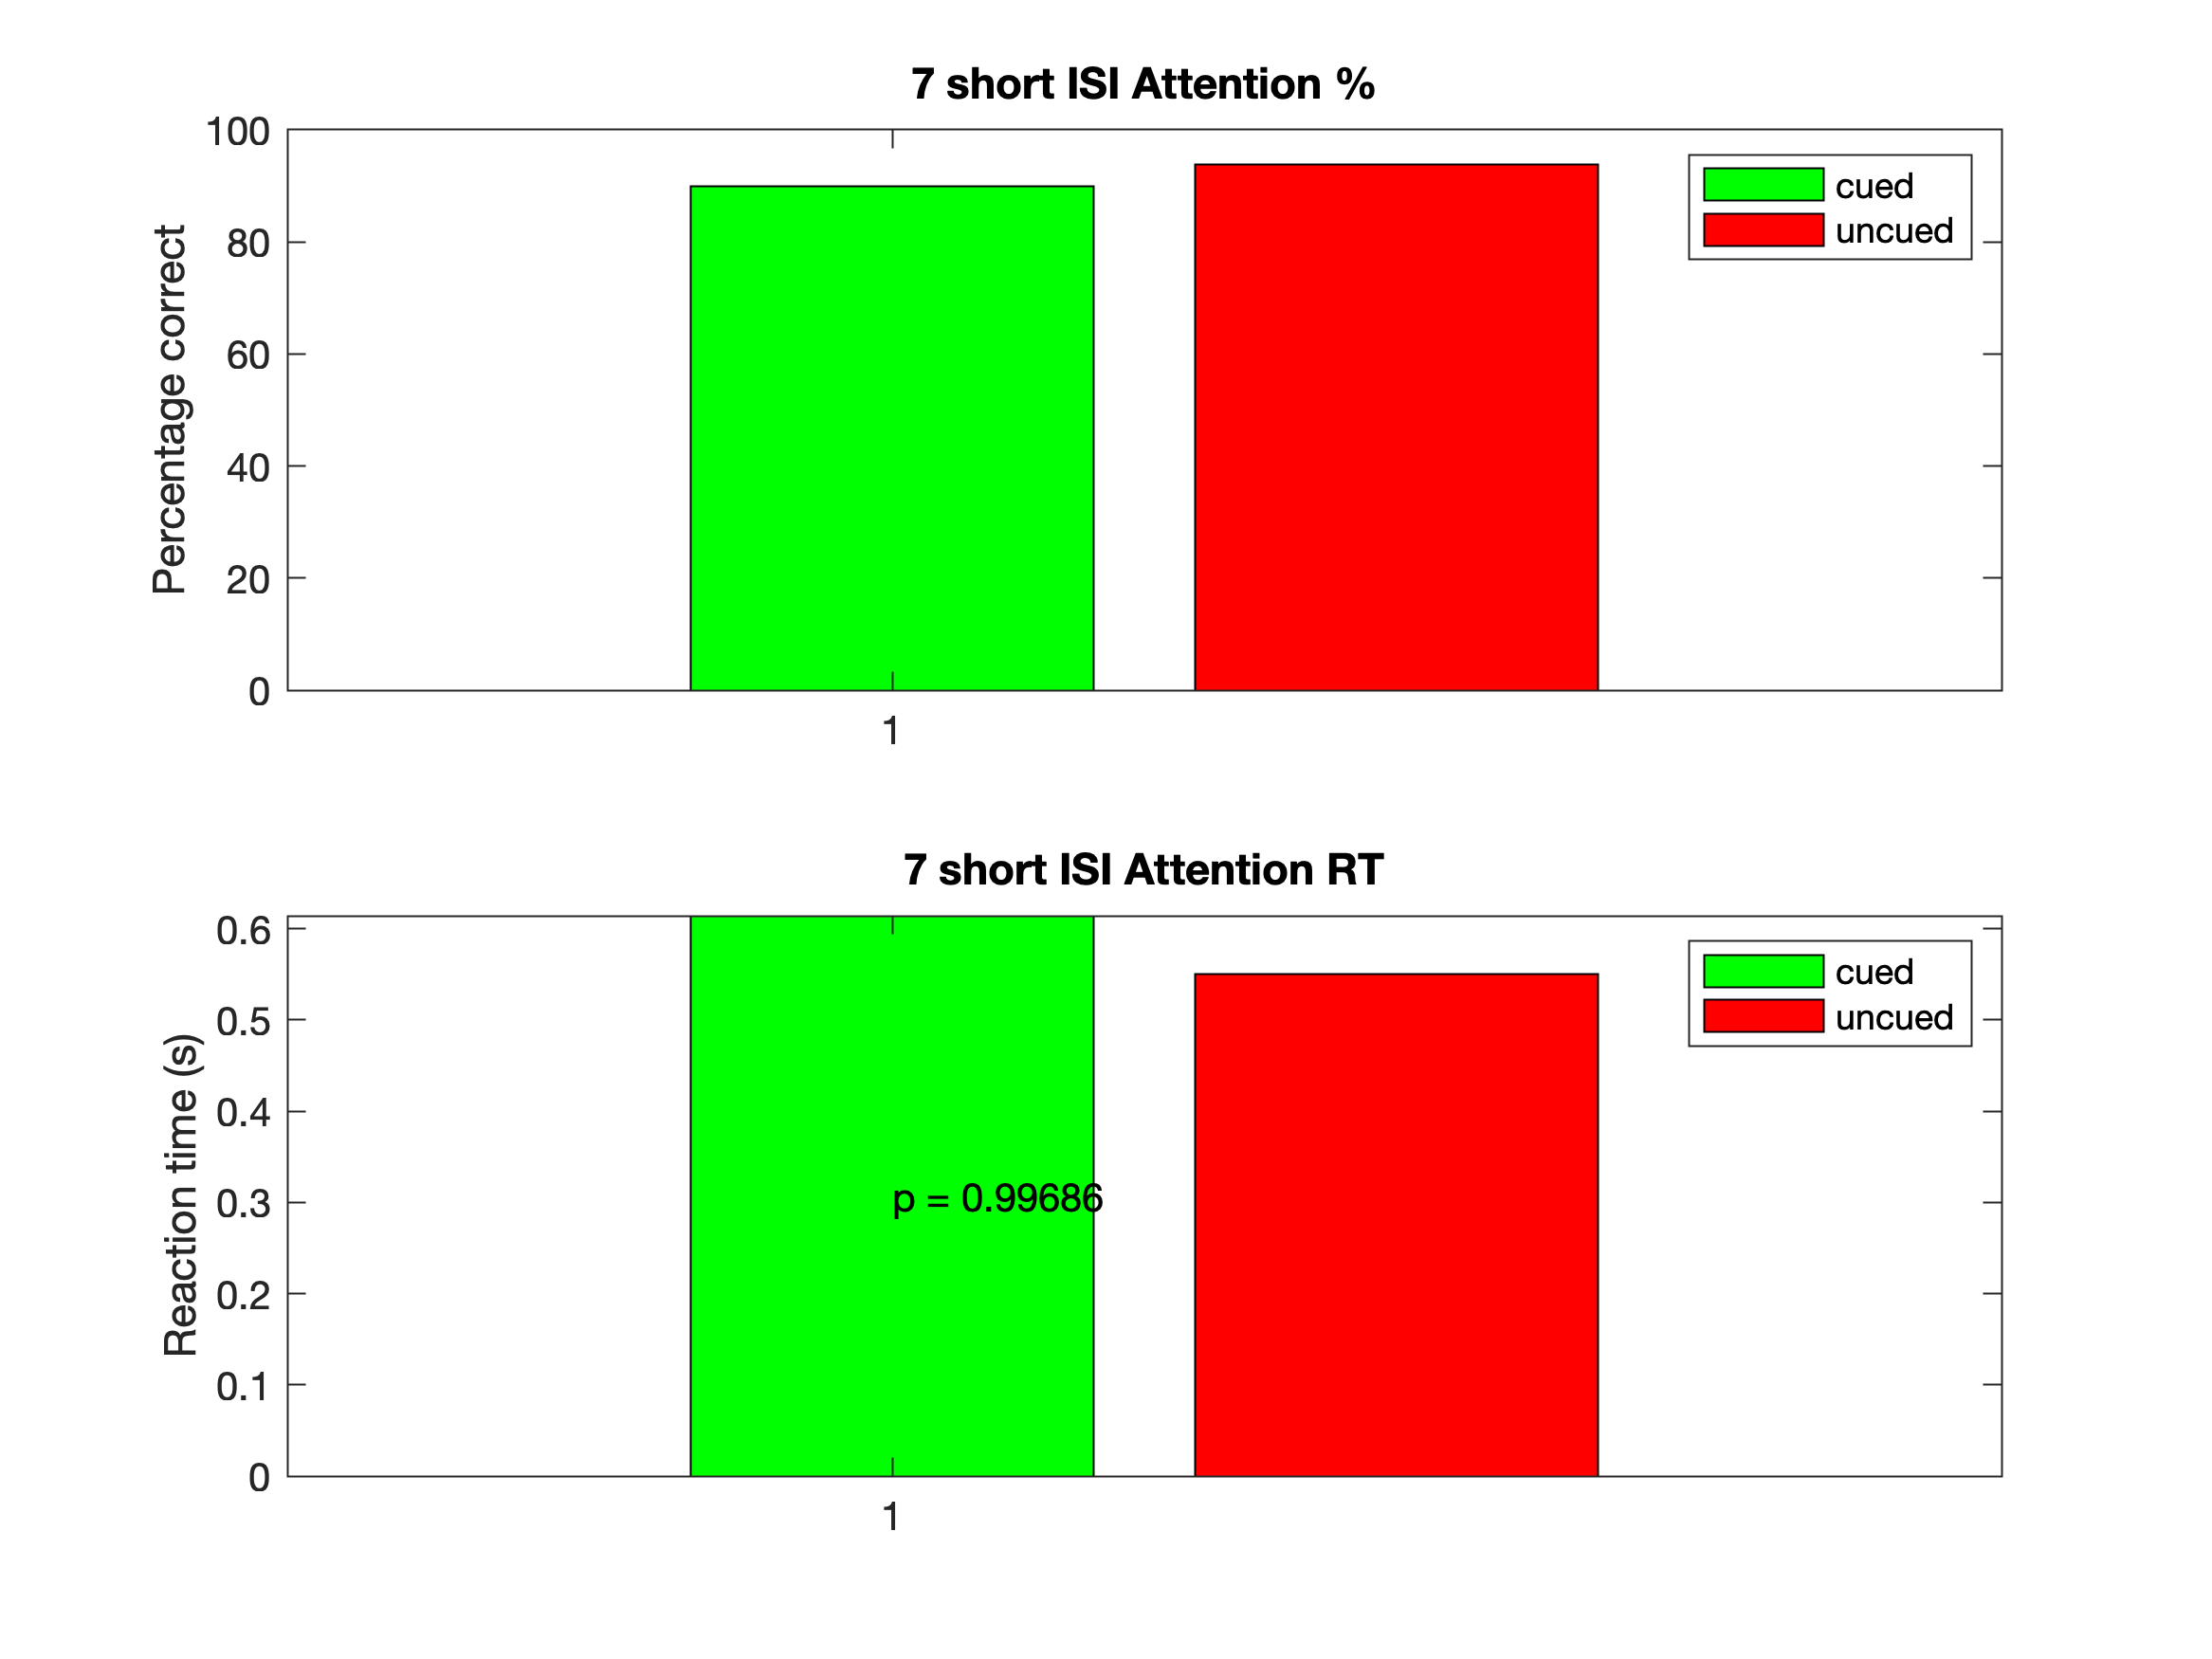 7 short ISI Attention %
100
80
60
40
20
0
Percentage correct
1
cued
uncued
7 short ISI Attention RT
0.6
0.5
0.4
0.3
0.2
0.1
0
Reaction time (s)
p = 0.99686
1
cued
uncued